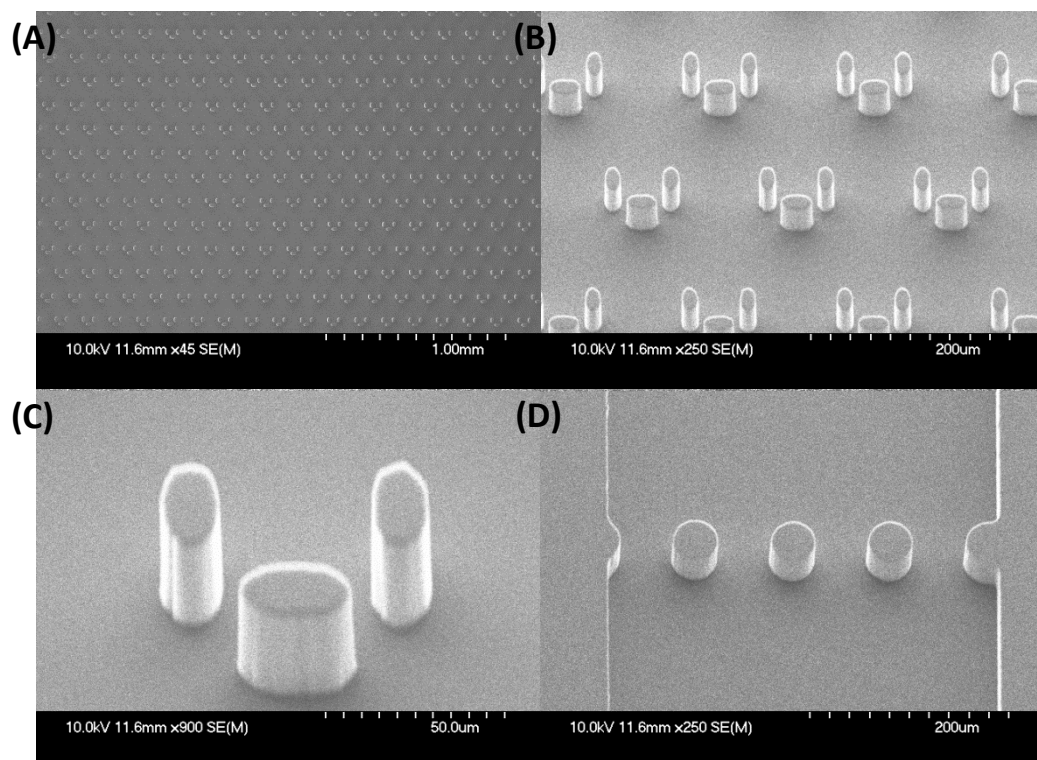 (A)
(B)
10.0kV 11.6mm x45 SE(M) 1.00mm
10.0kV 11.6mm x250 SE(M) 200um
(C)
(D)
10.0kV 11.6mm x900 SE(M) 50.0um
10.0kV 11.6mm x250 SE(M) 200um